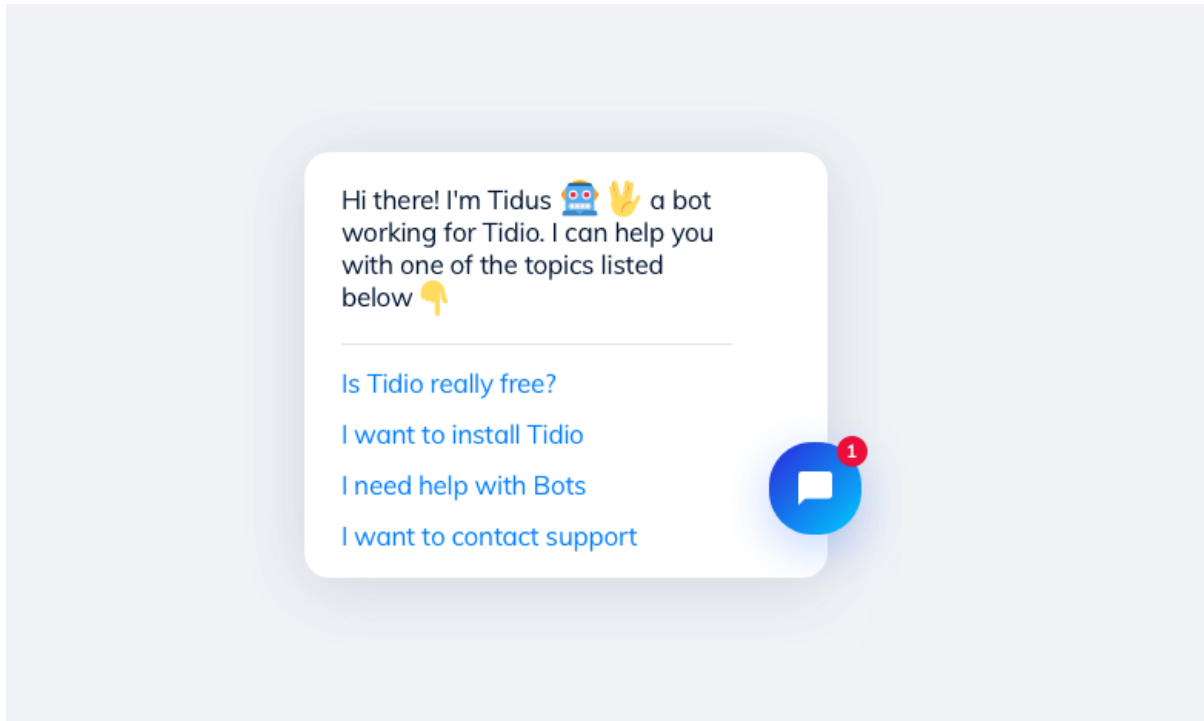 Hi there! I'm Tidus 🤖 🖖 a bot
working for Tidio. I can help you
with one of the topics listed
below 👇
Is Tidio really free?
I want to install Tidio
1
I need help with Bots
I want to contact support